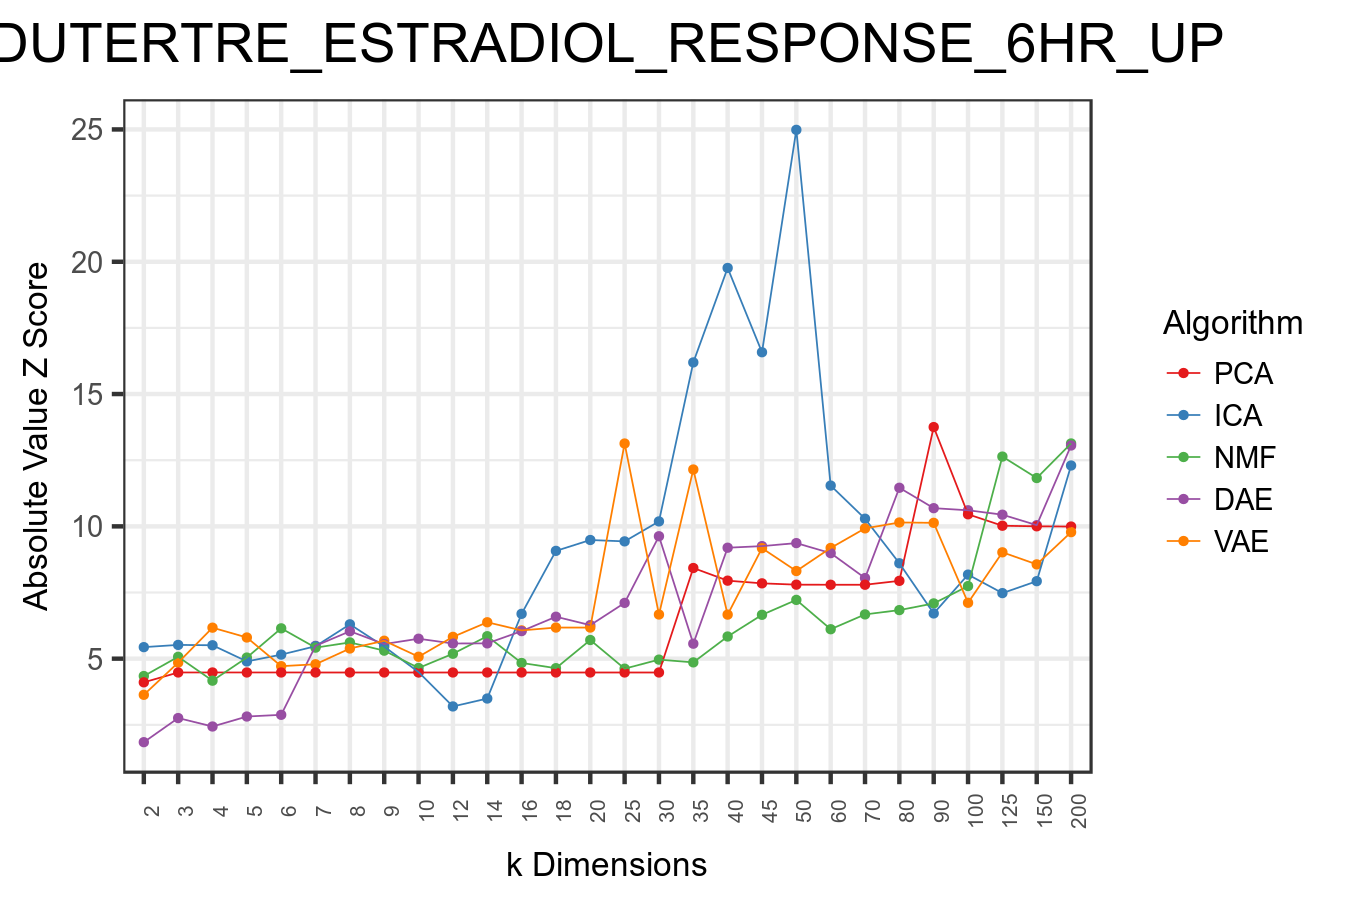 DUTERTRE_ESTRADIOL_RESPONSE_6HR_UP
Absolute Value Z Score
25
20
15
10
5
2 3 4 5 6 7 8 9 10 12 14 16 18 20 25 30 35 40 45 50 60 70 80 90 100 125 150 200
k Dimensions
Algorithm
PCA
ICA
NMF
DAE
VAE